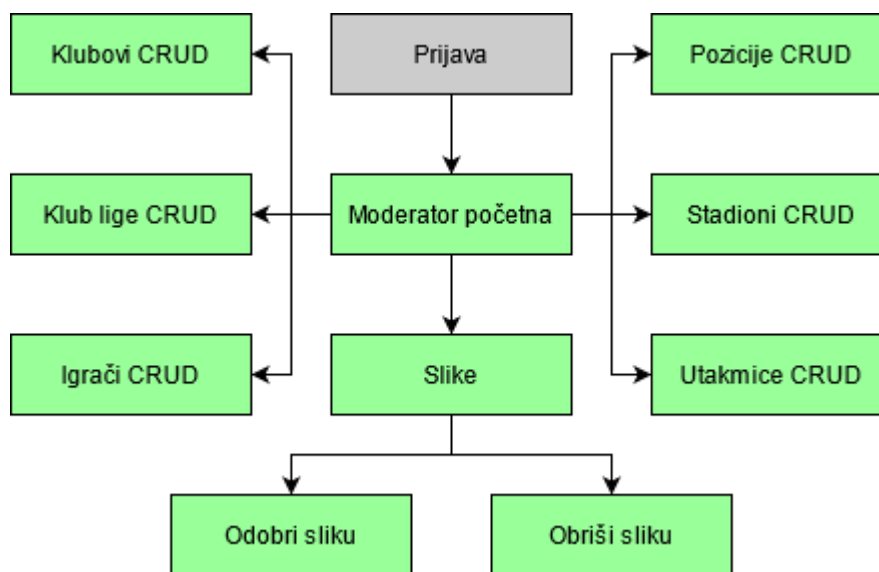 Klubovi CRUD
Prijava
Pozicije CRUD
Klub lige CRUD
Moderator početna
Stadioni CRUD
Igrači CRUD
Slike
Utakmice CRUD
Odobri sliku
Obriši sliku